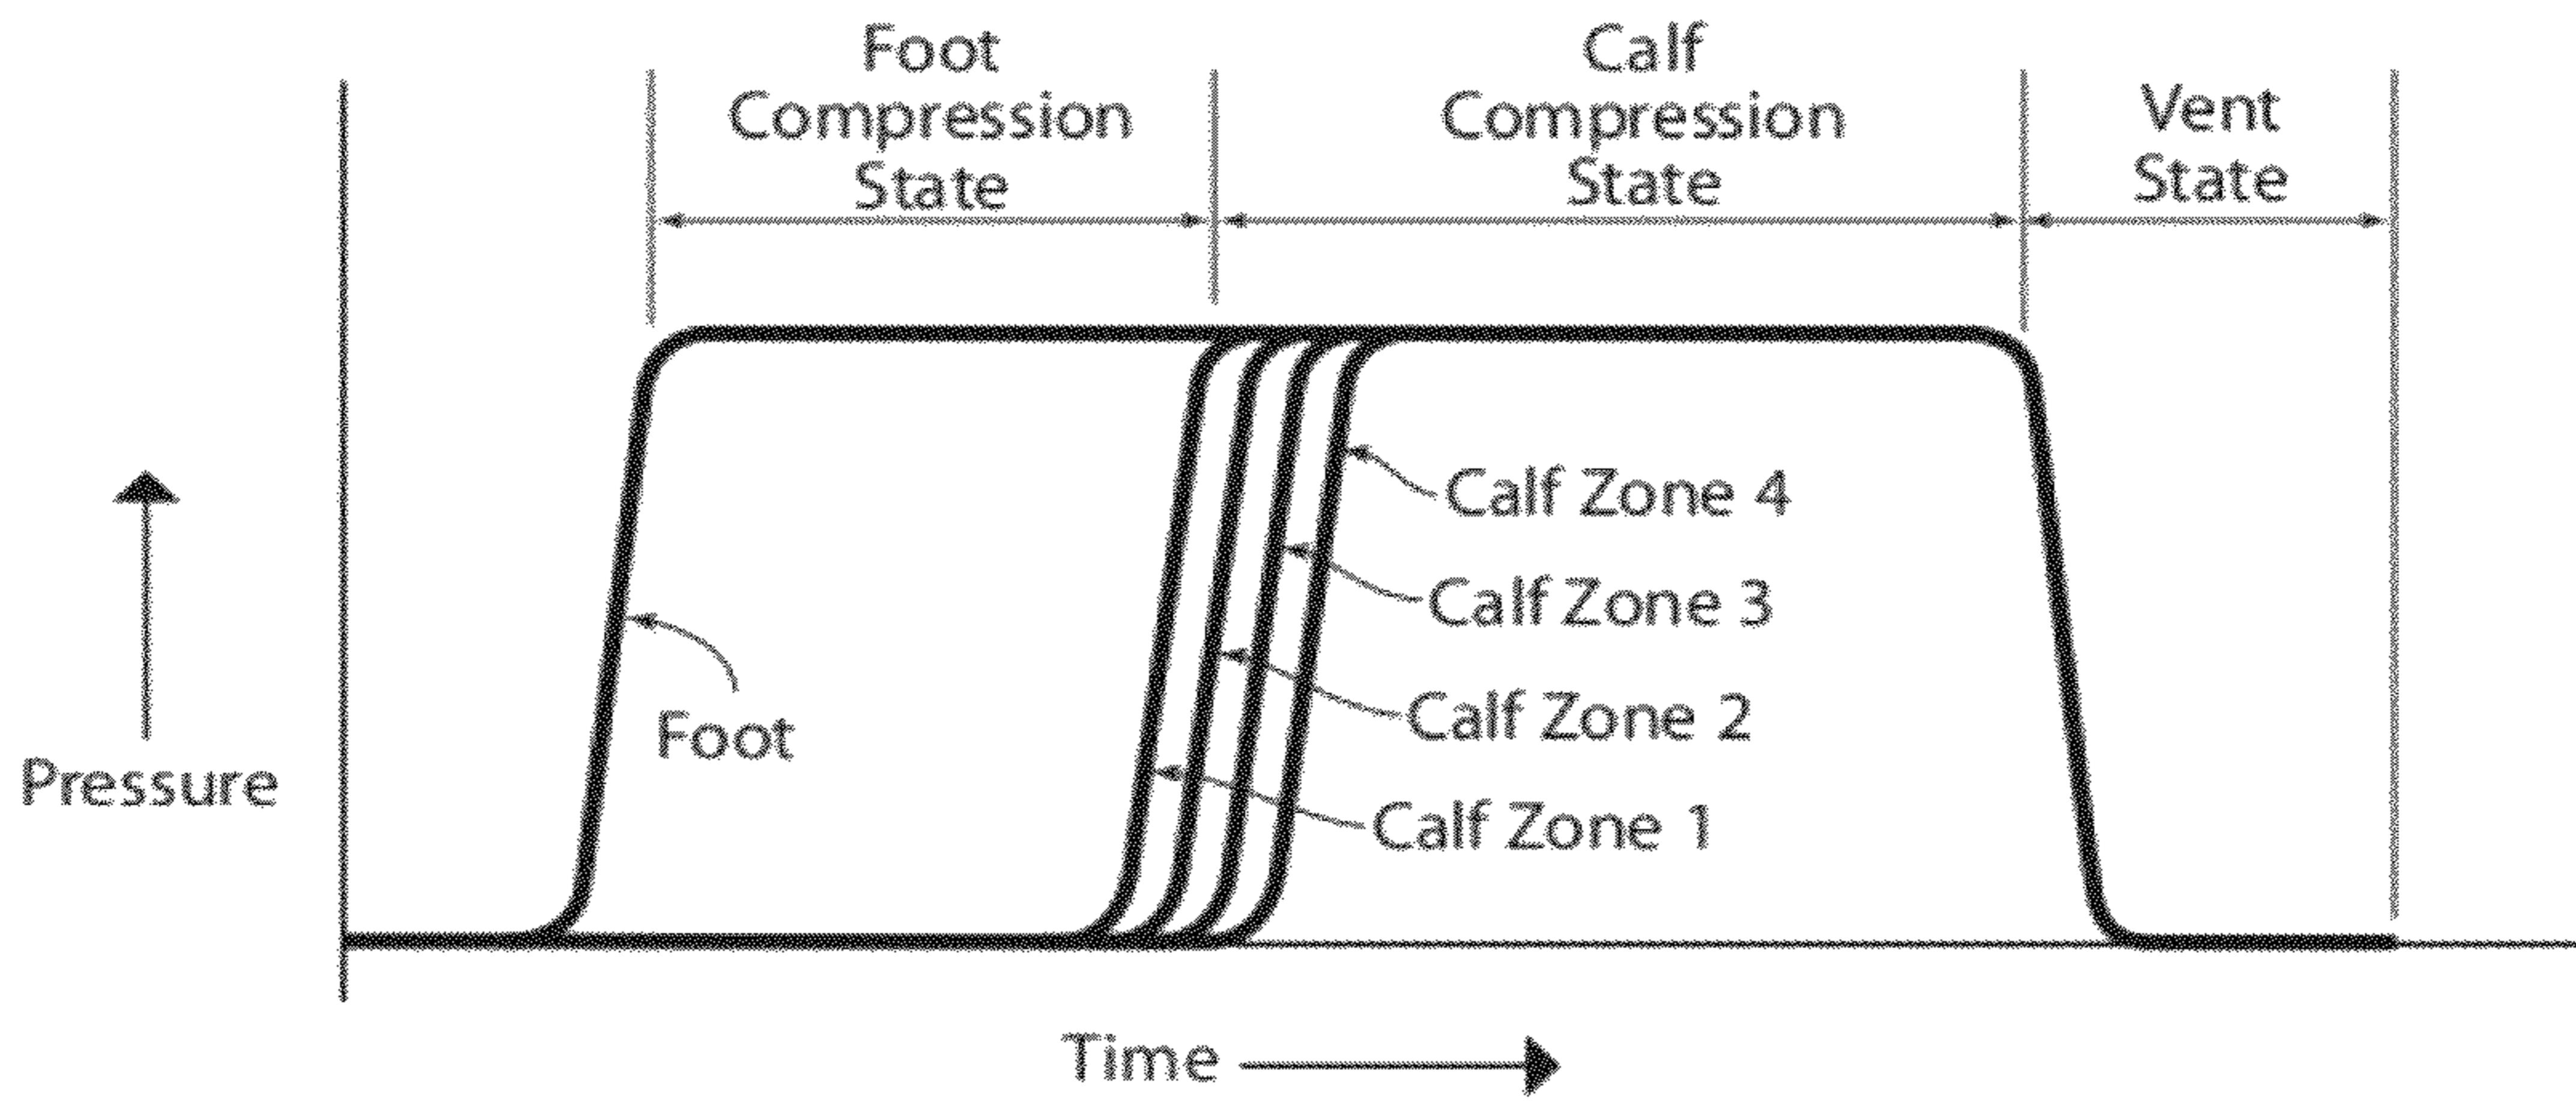 Foot
Compression
State
Calf
Compression
State
Vent
State
Calf Zone 4
Calf Zone 3
Calf Zone 2
Calf Zone 1
Foot
Pressure
Time